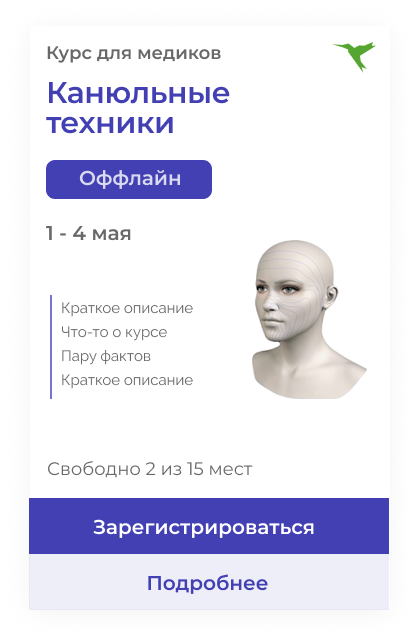 Курс для медиков
Канюльные
техники
Оффлайн
1 - 4 мая
Краткое описание
Что-то о курсе
Пару фактов
Краткое описание
Свободно 2 из 15 мест
Зарегистрироваться
Подробнее